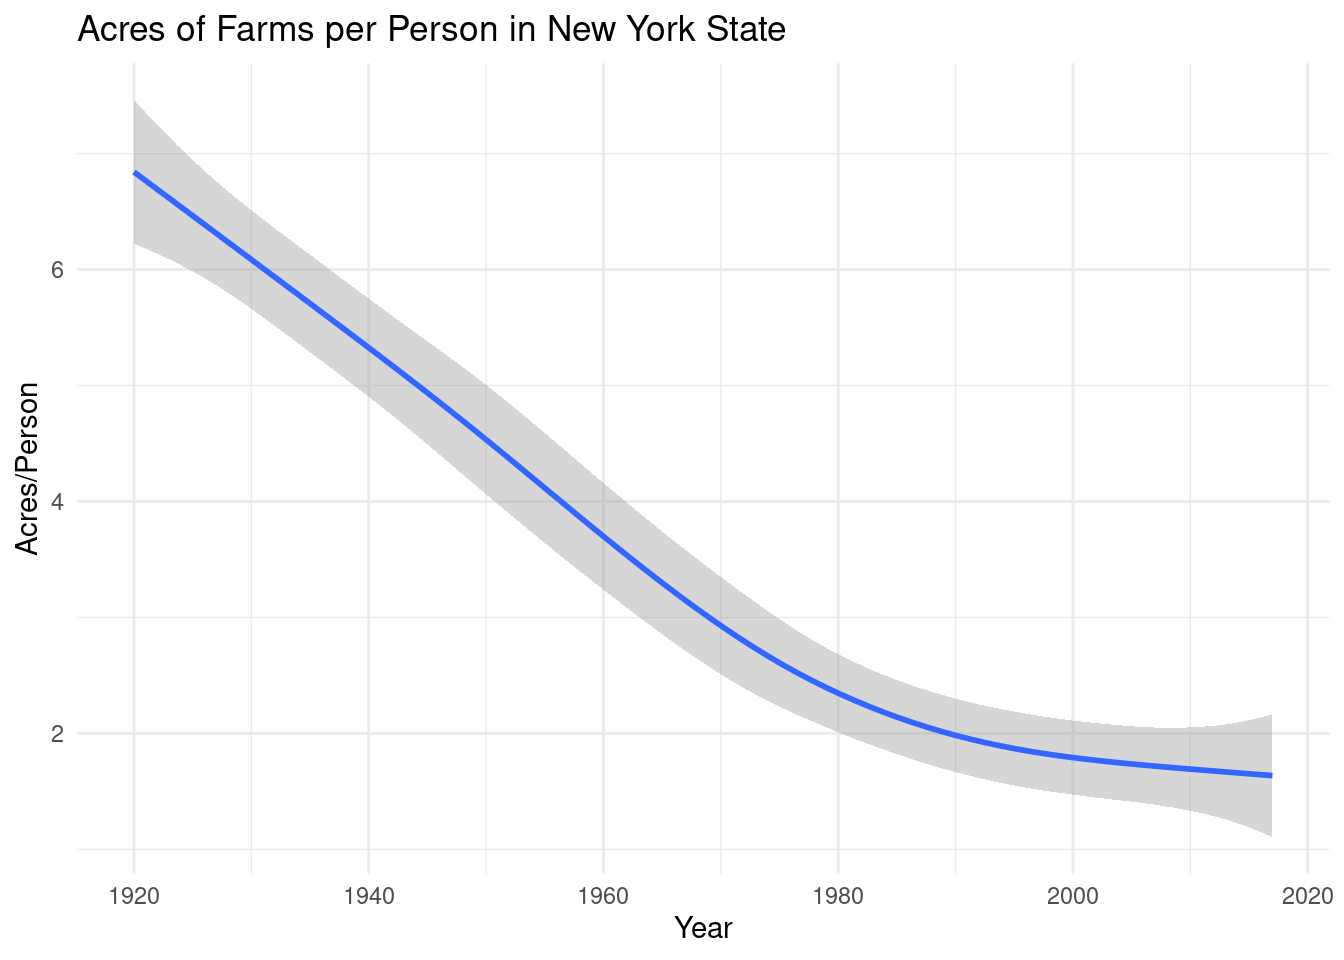 Acres of Farms per Person in New York State
Acres/Person
6
4
2
1920 1940 1960 1980 2000 2020
Year